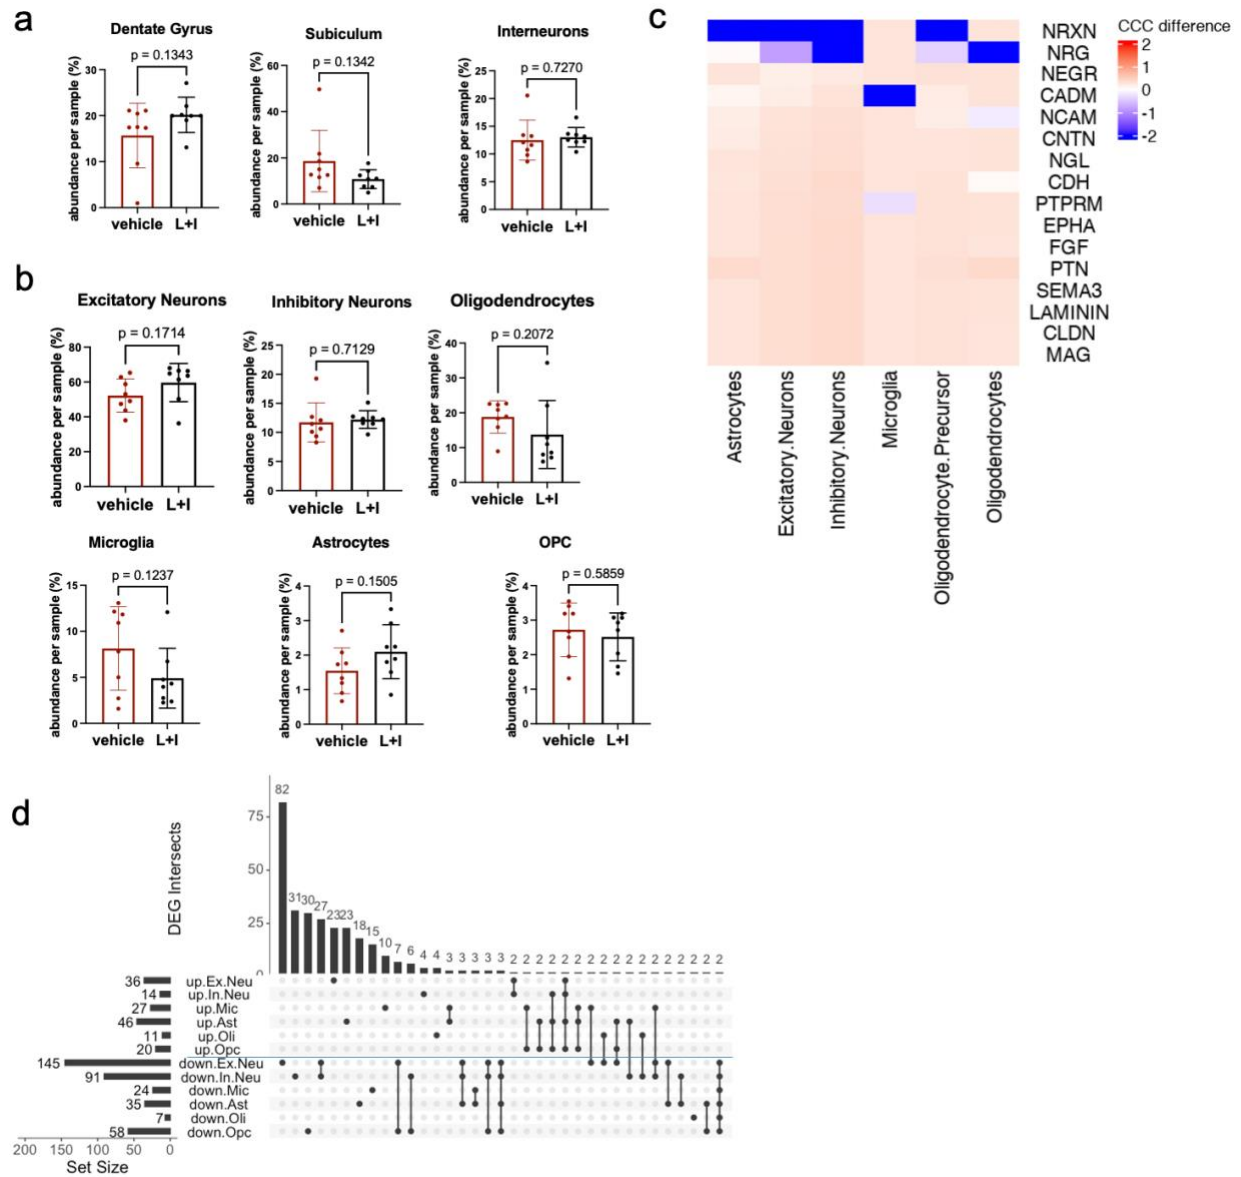 a
Dentate Gyrus
p = 0.1343
abundance per sample (%)
30
20
10
0
vehicle L+I
Subiculum
p = 0.1342
abundance per sample (%)
60
40
20
0
vehicle L+I
Interneurons
p = 0.7270
abundance per sample (%)
25
20
15
10
5
0
vehicle L+I
b
Excitatory Neurons
p = 0.1714
abundance per sample (%)
80
60
40
20
0
vehicle L+I
Inhibitory Neurons
p = 0.7129
abundance per sample (%)
25
20
15
10
5
0
vehicle L+I
Oligodendrocytes
p = 0.2072
abundance per sample (%)
40
30
20
10
0
vehicle L+I
Microglia
p = 0.1237
abundance per sample (%)
15
10
5
0
vehicle L+I
Astrocytes
p = 0.1505
abundance per sample (%)
4
3
2
1
0
vehicle L+I
OPC
p = 0.5859
abundance per sample (%)
4
3
2
1
0
vehicle L+I
c
NRXN
NRG
NEGR
CADM
NCAM
CNTN
NGL
CDH
PTPRM
EPHA
FGF
PTN
SEMA3
LAMININ
CLDN
MAG
CCC difference
2
1
0
-1
-2
Astrocytes
Excitatory.Neurons
Inhibitory.Neurons
Microglia
Oligodendrocyte.Precursor
Oligodendrocytes
d
DEG Intersects
75
50
25
0
82 31 30 27 23 23 18 15 10 7 6 4 4 3 3 3 3 3 2 2 2 2 2 2 2 2 2 2 2 2 2 2 2 2 2
36 up.Ex.Neu
14 up.In.Neu
27 up.Mic
46 up.Ast
11 up.Oli
20 up.Opc
145 down.Ex.Neu
91 down.In.Neu
24 down.Mic
35 down.Ast
7 down.Oli
58 down.Opc
200 150 100 50 0
Set Size